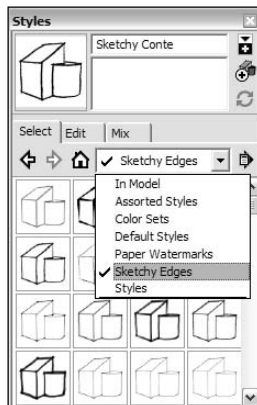 Styles
Sketchy Conte
Select Edit Mix
Sketchy Edges
In Model
Assorted Styles
Color Sets
Default Styles
Paper Watermarks
Sketchy Edges
Styles